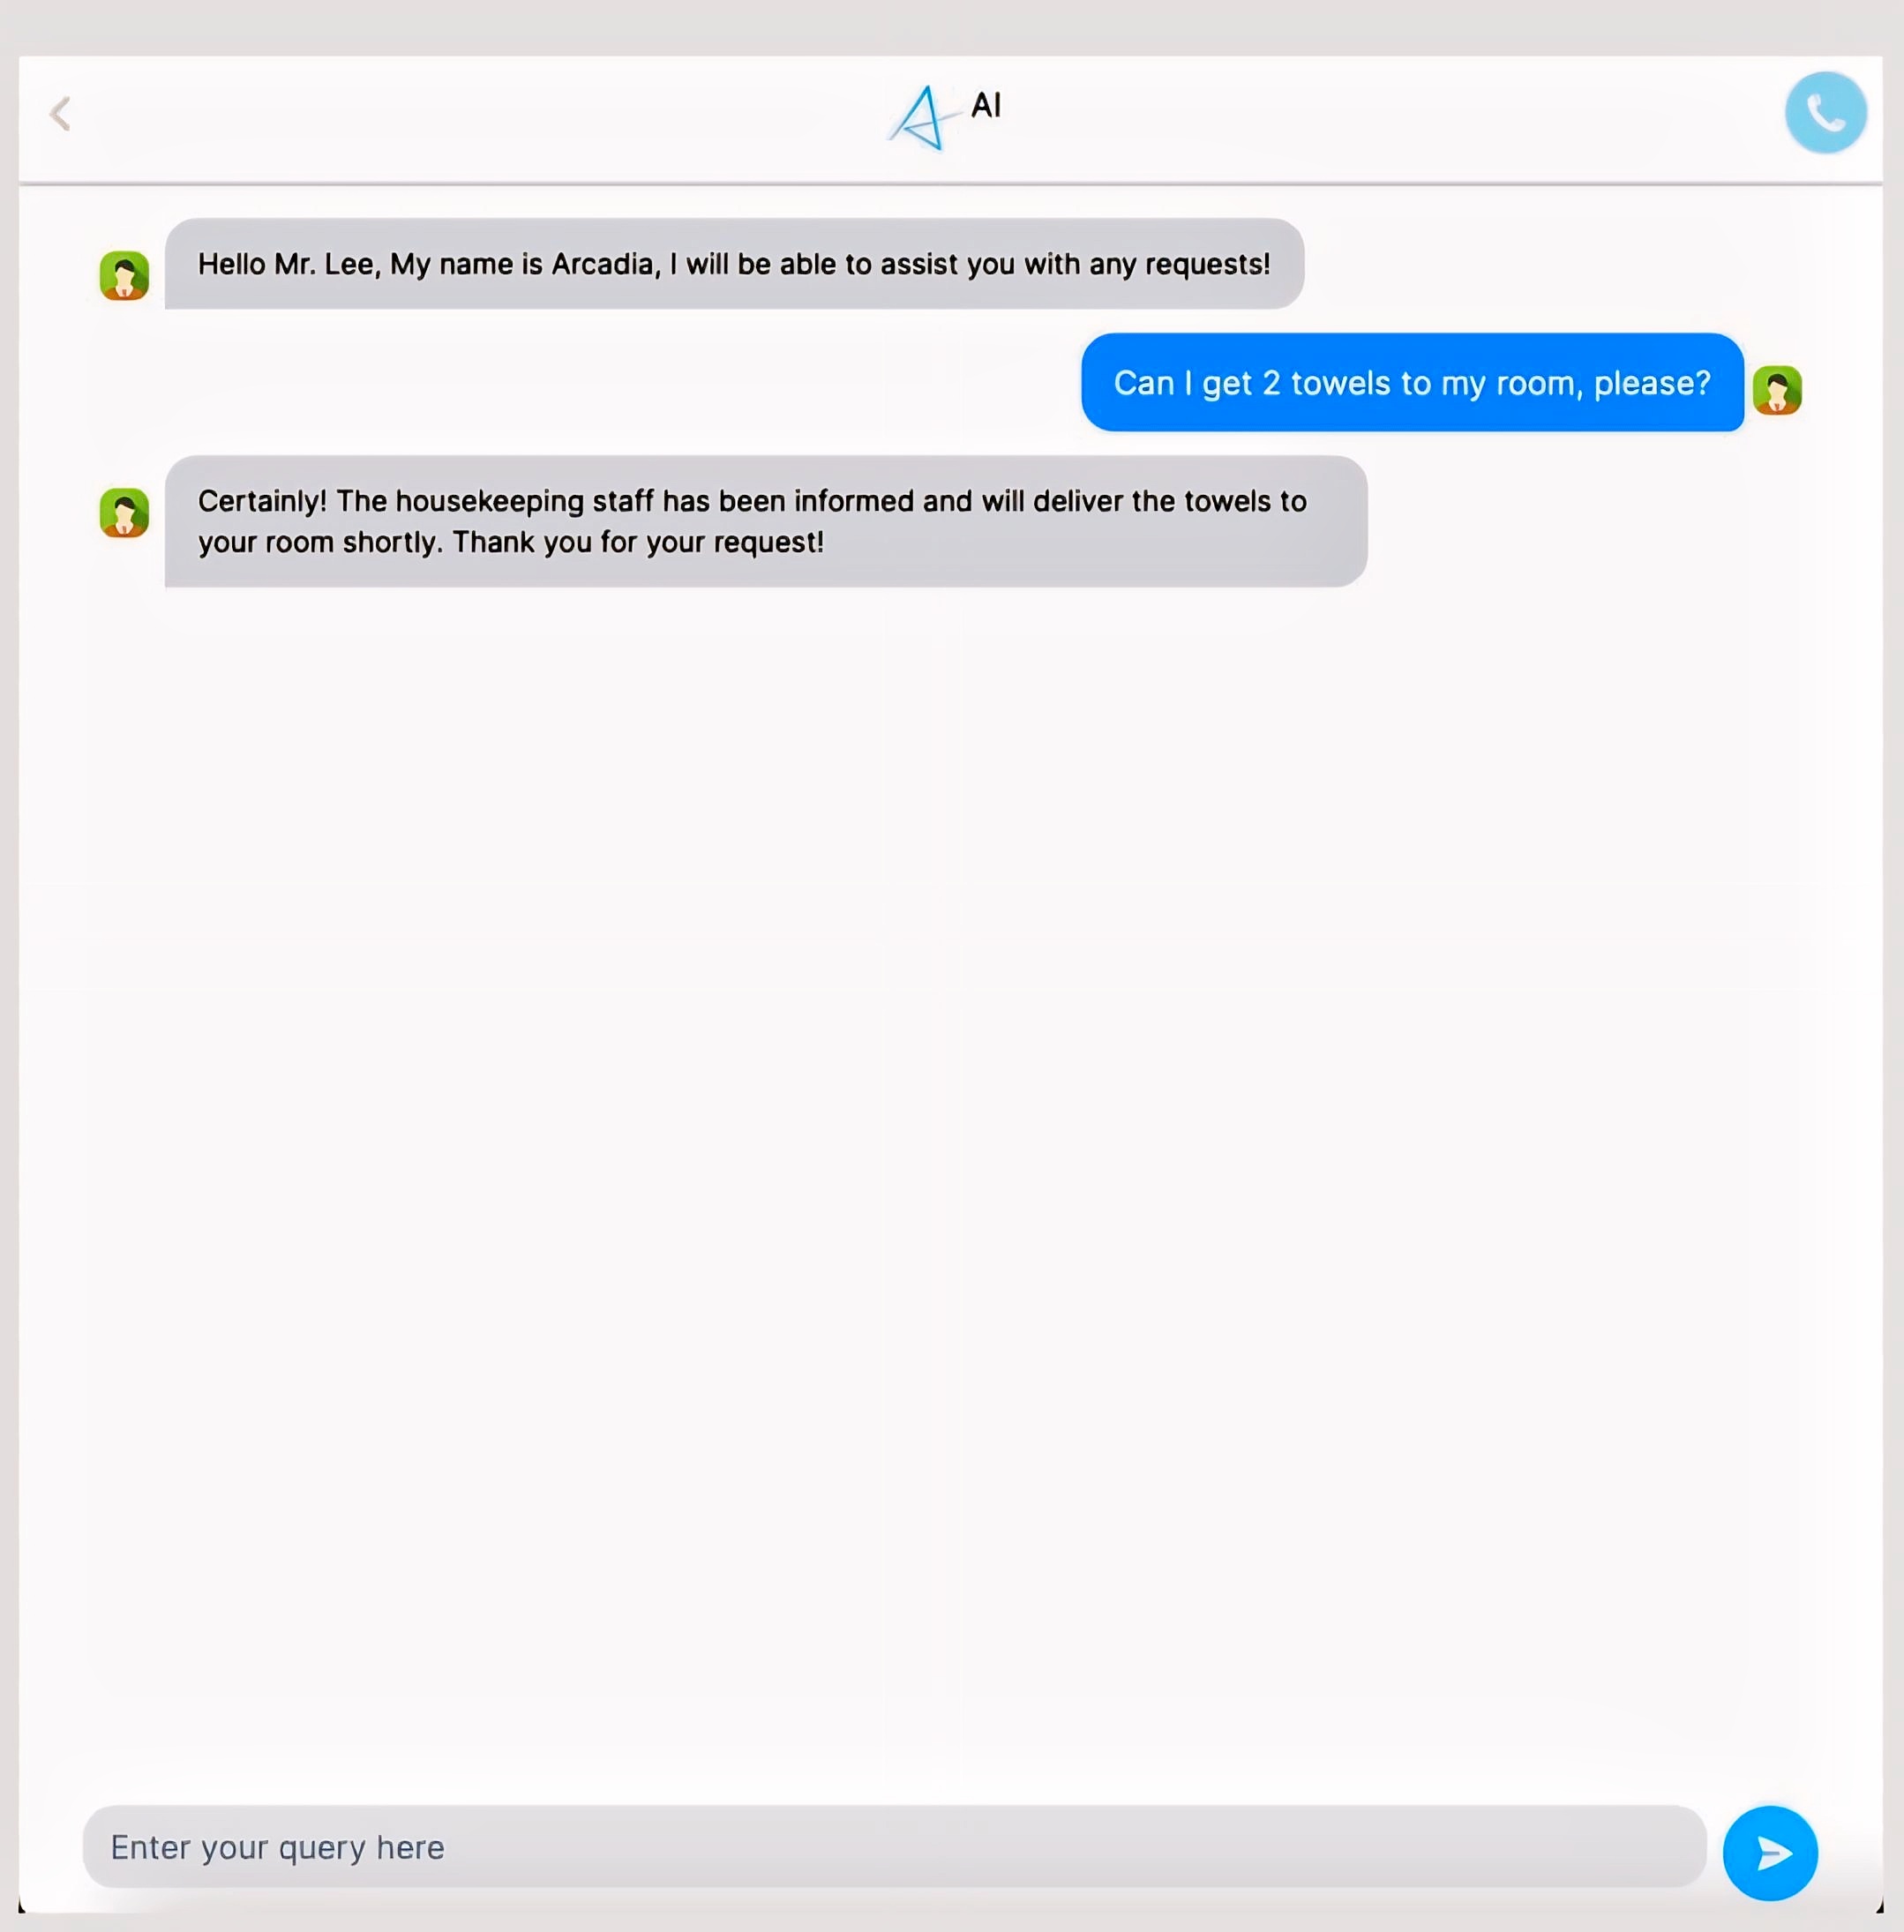 AI
Hello Mr. Lee, My name is Arcadia, I will be able to assist you with any requests!
Can I get 2 towels to my room, please?
Certainly! The housekeeping staff has been informed and will deliver the towels to
your room shortly. Thank you for your request!
Enter your query here